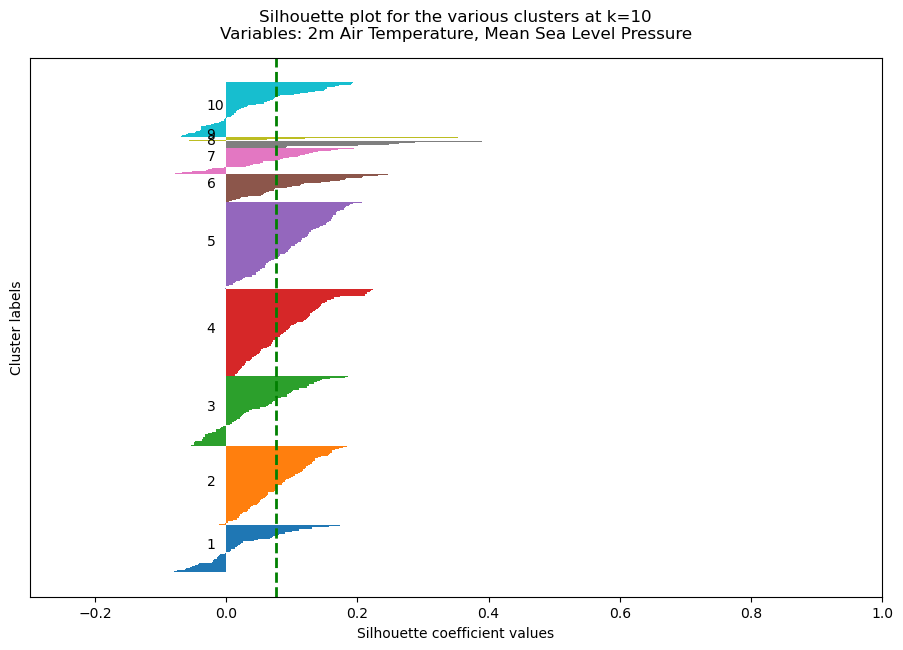 Silhouette plot for the various clusters at k=10
Variables: 2m Air Temperature, Mean Sea Level Pressure
Cluster labels
10
9
8
7
6
5
4
3
2
1
−0.2 0.0 0.2 0.4 0.6 0.8 1.0
Silhouette coefficient values